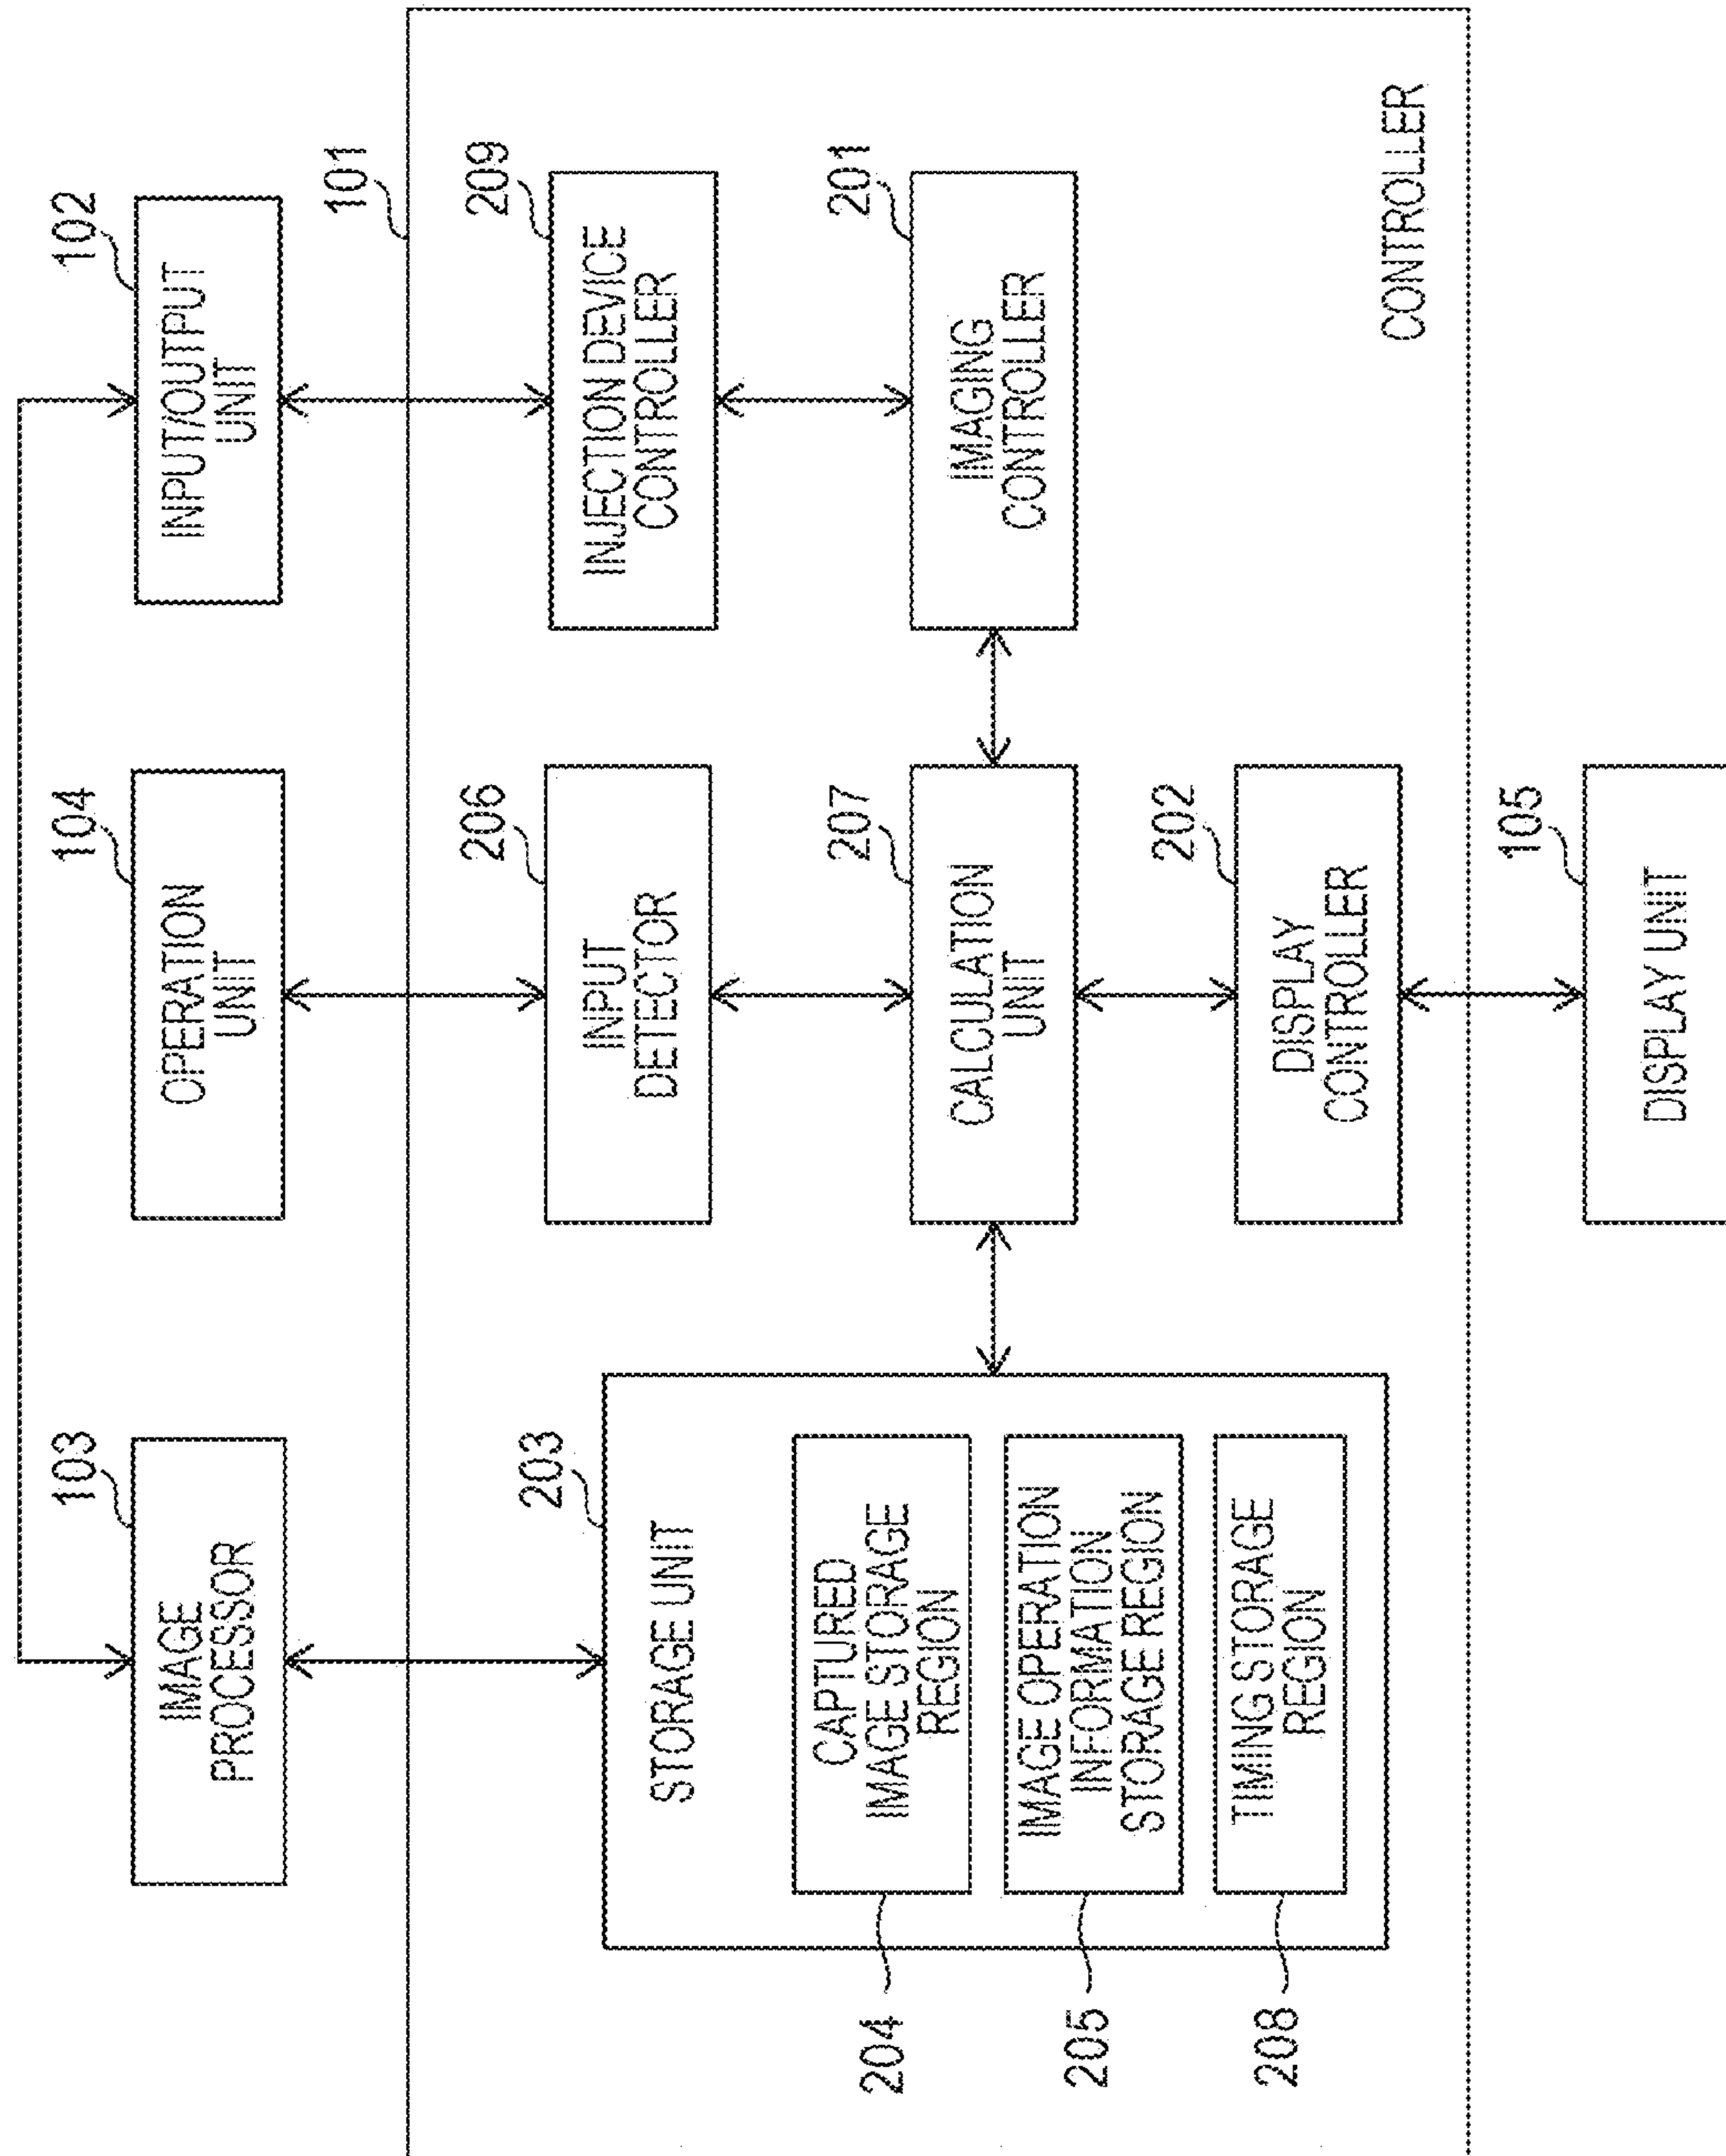 103
IMAGE
PROCESSOR
104
OPERATION
UNIT
102
INPUT/OUTPUT
UNIT
101
203
STORAGE UNIT
204
CAPTURED
IMAGE STORAGE
REGION
205
IMAGE OPERATION
INFORMATION
STORAGE REGION
208
TIMING STORAGE
REGION
206
INPUT
DETECTOR
209
INJECTION DEVICE
CONTROLLER
207
CALCULATION
UNIT
201
IMAGING
CONTROLLER
202
DISPLAY
CONTROLLER
CONTROLLER
105
DISPLAY UNIT